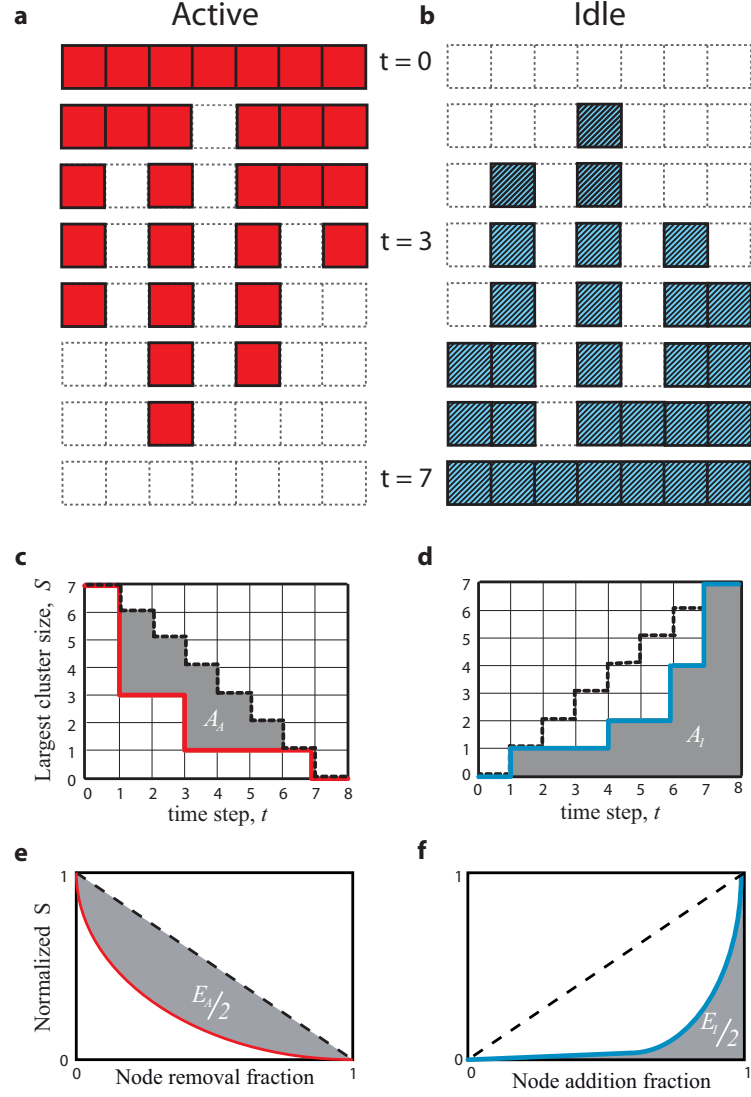 a Active
b Idle
t = 0
t = 3
t = 7
c
Largest cluster size, S
7
6
5
4
3
2
1
0
A_A
0 1 2 3 4 5 6 7 8
time step, t
d
7
6
5
4
3
2
1
0
A_I
0 1 2 3 4 5 6 7 8
time step, t
e
Normalized S
1
0
E_A/2
0 1
Node removal fraction
f
1
0
E_I/2
0 1
Node addition fraction